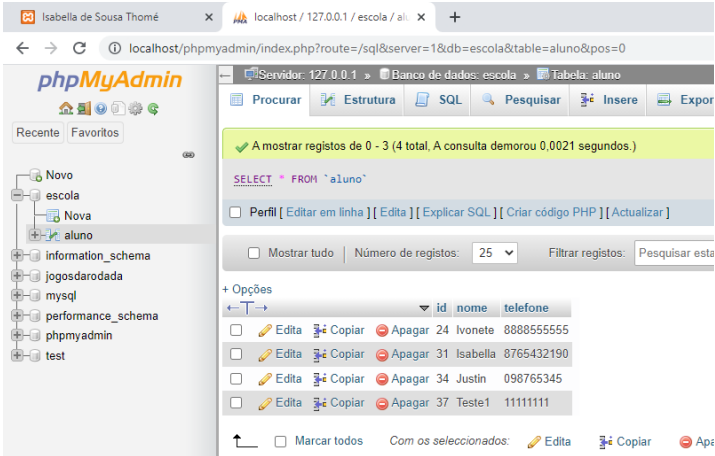 Isabella de Sousa Thomé
localhost / 127.0.0.1 / escola / alu
localhost/phpmyadmin/index.php?route=/sql&server=1&db=escola&table=aluno&pos=0
phpMyAdmin
Recente Favoritos
Novo
escola
Nova
aluno
information_schema
jogosdarodada
mysql
performance_schema
phpmyadmin
test
Servidor: 127.0.0.1 » Banco de dados: escola » Tabela: aluno
Procurar Estrutura SQL Pesquisar Insere Expor
A mostrar registos de 0 - 3 (4 total, A consulta demorou 0,0021 segundos.)
SELECT * FROM `aluno`
Perfil [ Editar em linha ] [ Edita ] [ Explicar SQL ] [ Criar código PHP ] [ Actualizar ]
Mostrar tudo Número de registos: 25 Filtrar registos: Pesquisar esta
+ Opções
id nome telefone
Edita Copiar Apagar 24 Ivonete 8888555555
Edita Copiar Apagar 31 Isabella 8765432190
Edita Copiar Apagar 34 Justin 098765345
Edita Copiar Apagar 37 Teste1 11111111
Marcar todos Com os seleccionados: Edita Copiar Apa